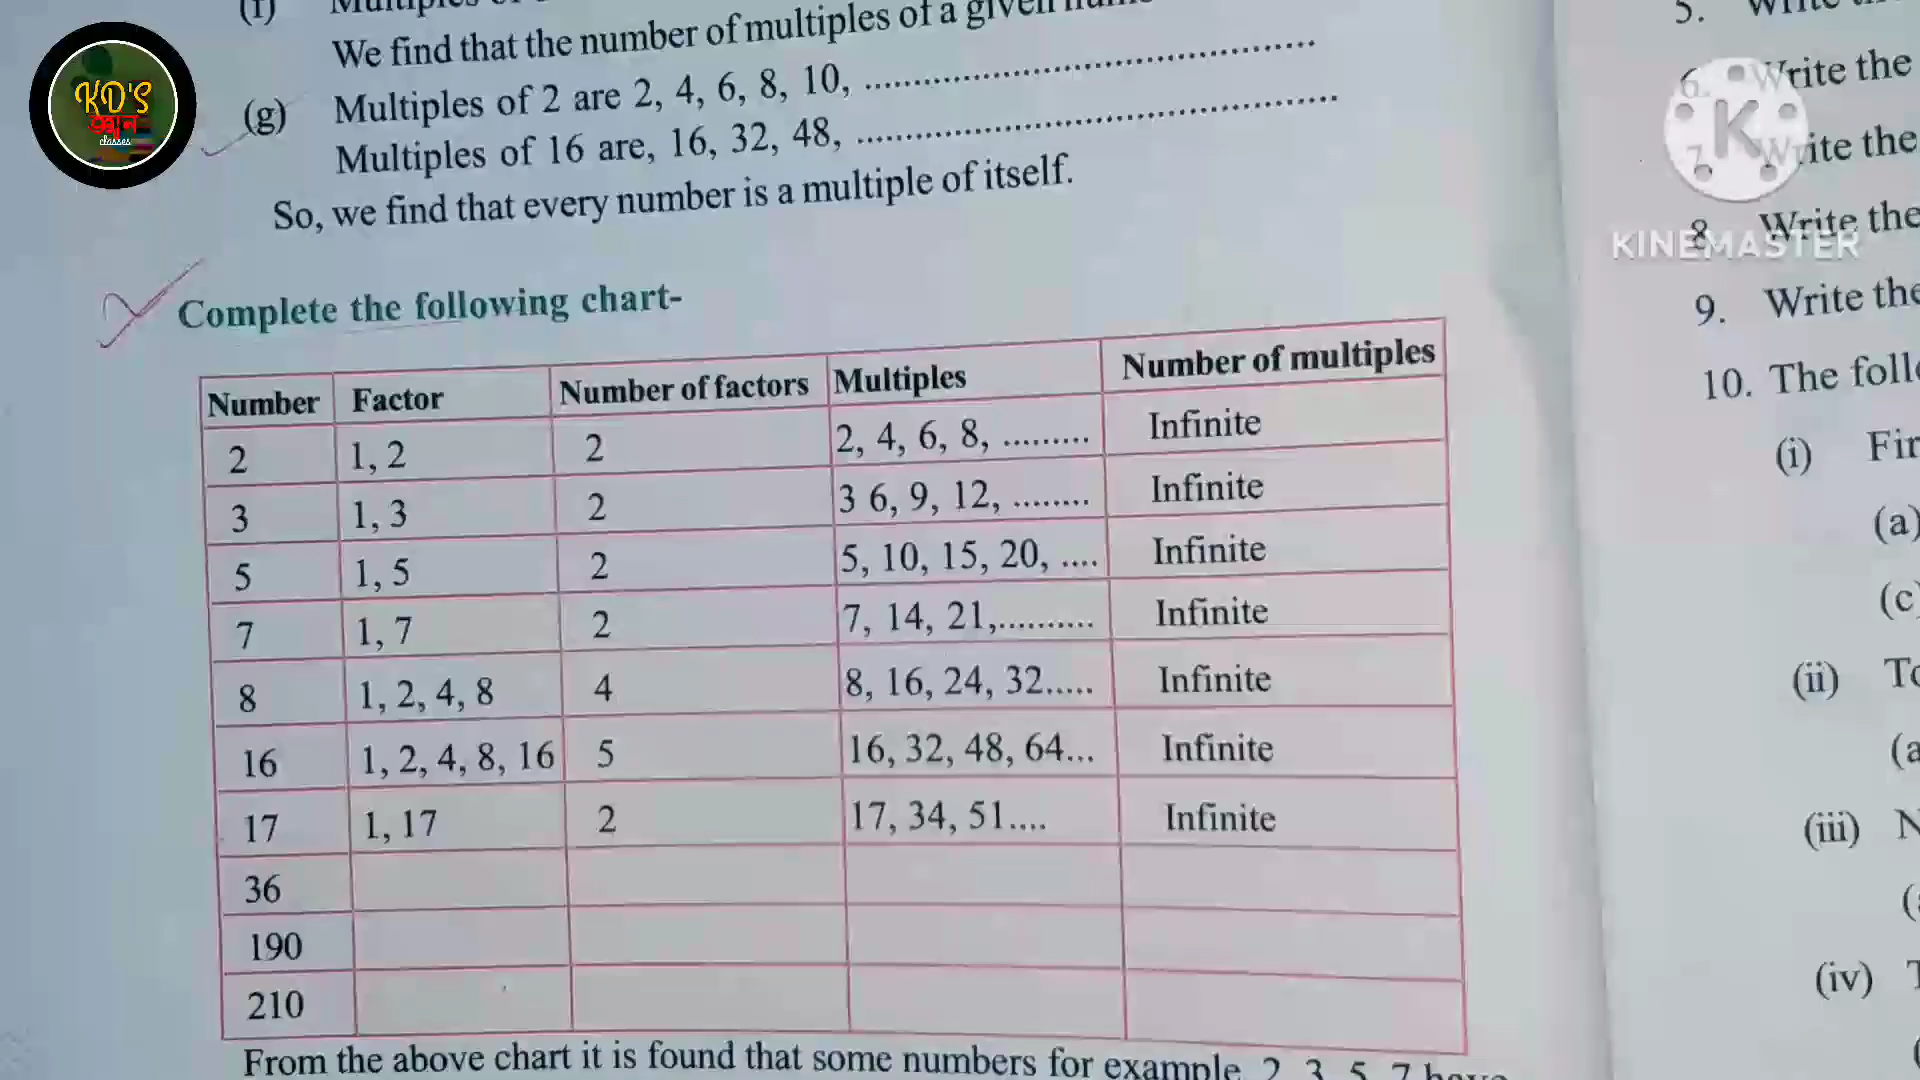 (f)
We find that the number of multiples of a given
(g) Multiples of 2 are 2, 4, 6, 8, 10, ..........................................
Multiples of 16 are, 16, 32, 48, ............................................
So, we find that every number is a multiple of itself.
KD'S
ज्ञान
classes
Complete the following chart-
Number Factor Number of factors Multiples Number of multiples
2 1, 2 2 2, 4, 6, 8, ......... Infinite
3 1, 3 2 3 6, 9, 12, ........ Infinite
5 1, 5 2 5, 10, 15, 20, .... Infinite
7 1, 7 2 7, 14, 21,.......... Infinite
8 1, 2, 4, 8 4 8, 16, 24, 32..... Infinite
16 1, 2, 4, 8, 16 5 16, 32, 48, 64... Infinite
17 1, 17 2 17, 34, 51.... Infinite
36
190
210
From the above chart it is found that some numbers for example, 2, 3, 5, 7 have
5. Write
6. Write the
7. Write the
8. Write the
K
KINEMASTER
9. Write the
10. The
(i)
(a)
(c)
(ii)
(a
(iii)
(iv)